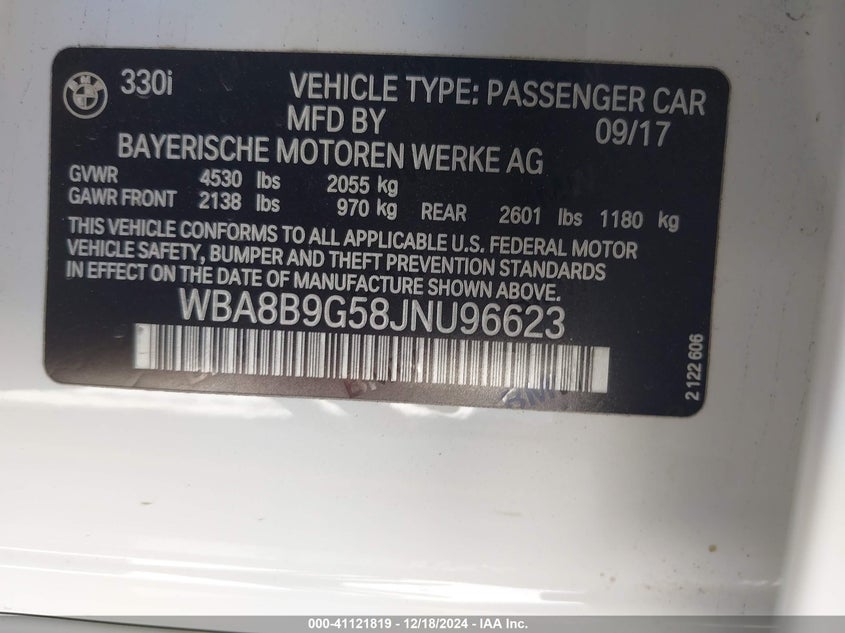 330i VEHICLE TYPE: PASSENGER CAR
MFD BY 09/17
BAYERISCHE MOTOREN WERKE AG
GVWR 4530 lbs 2055 kg
GAWR FRONT 2138 lbs 970 kg REAR 2601 lbs 1180 kg
THIS VEHICLE CONFORMS TO ALL APPLICABLE U.S. FEDERAL MOTOR
VEHICLE SAFETY, BUMPER AND THEFT PREVENTION STANDARDS
IN EFFECT ON THE DATE OF MANUFACTURE SHOWN ABOVE.
WBA8B9G58JNU96623
2 122 606
BMW
000-41121819 - 12/18/2024 - IAA Inc.